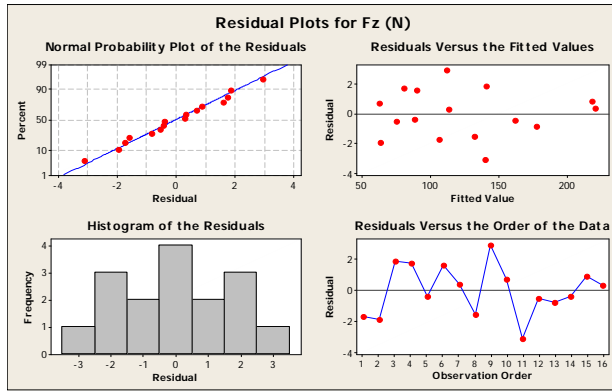 Residual Plots for Fz (N)
Normal Probability Plot of the Residuals
99
90
50
10
1
Percent
-4 -2 0 2 4
Residual
Residuals Versus the Fitted Values
2
0
-2
-4
Residual
50 100 150 200
Fitted Value
Histogram of the Residuals
4
3
2
1
0
Frequency
-3 -2 -1 0 1 2 3
Residual
Residuals Versus the Order of the Data
2
0
-2
-4
Residual
1 2 3 4 5 6 7 8 9 10 11 12 13 14 15 16
Observation Order